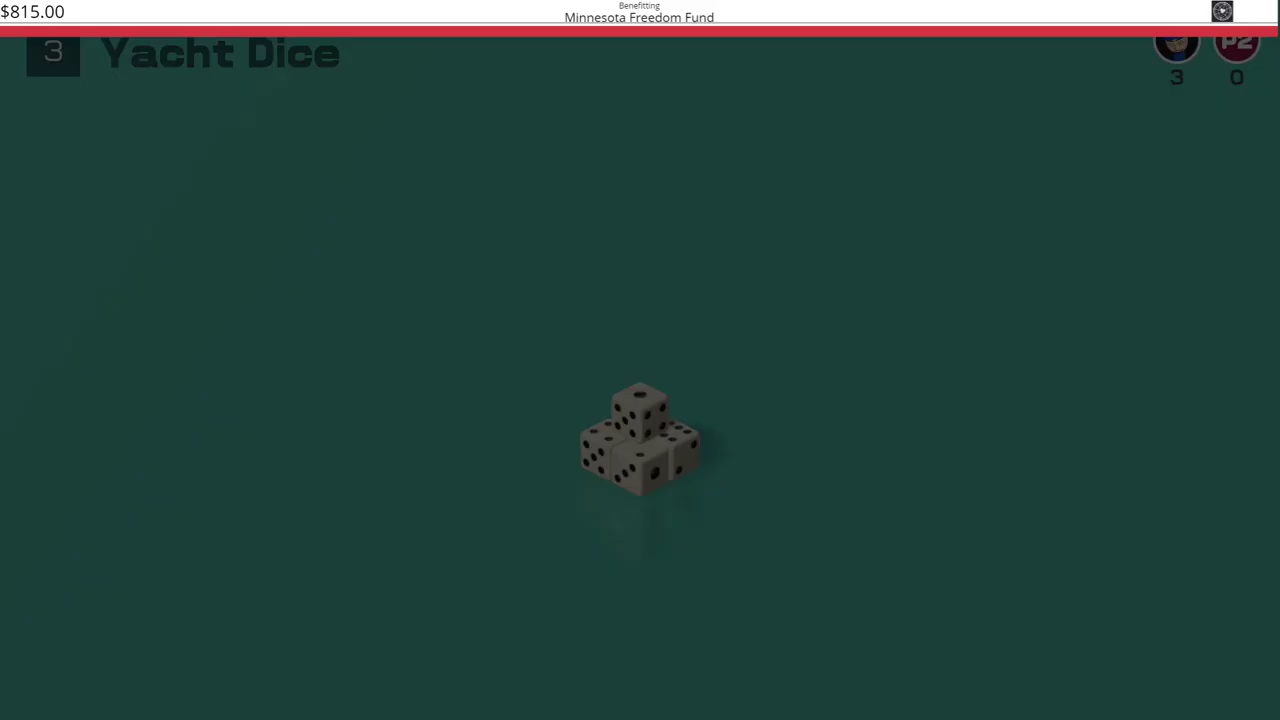 $815.00
Benefitting
Minnesota Freedom Fund
3 Yacht Dice
P2
3 0